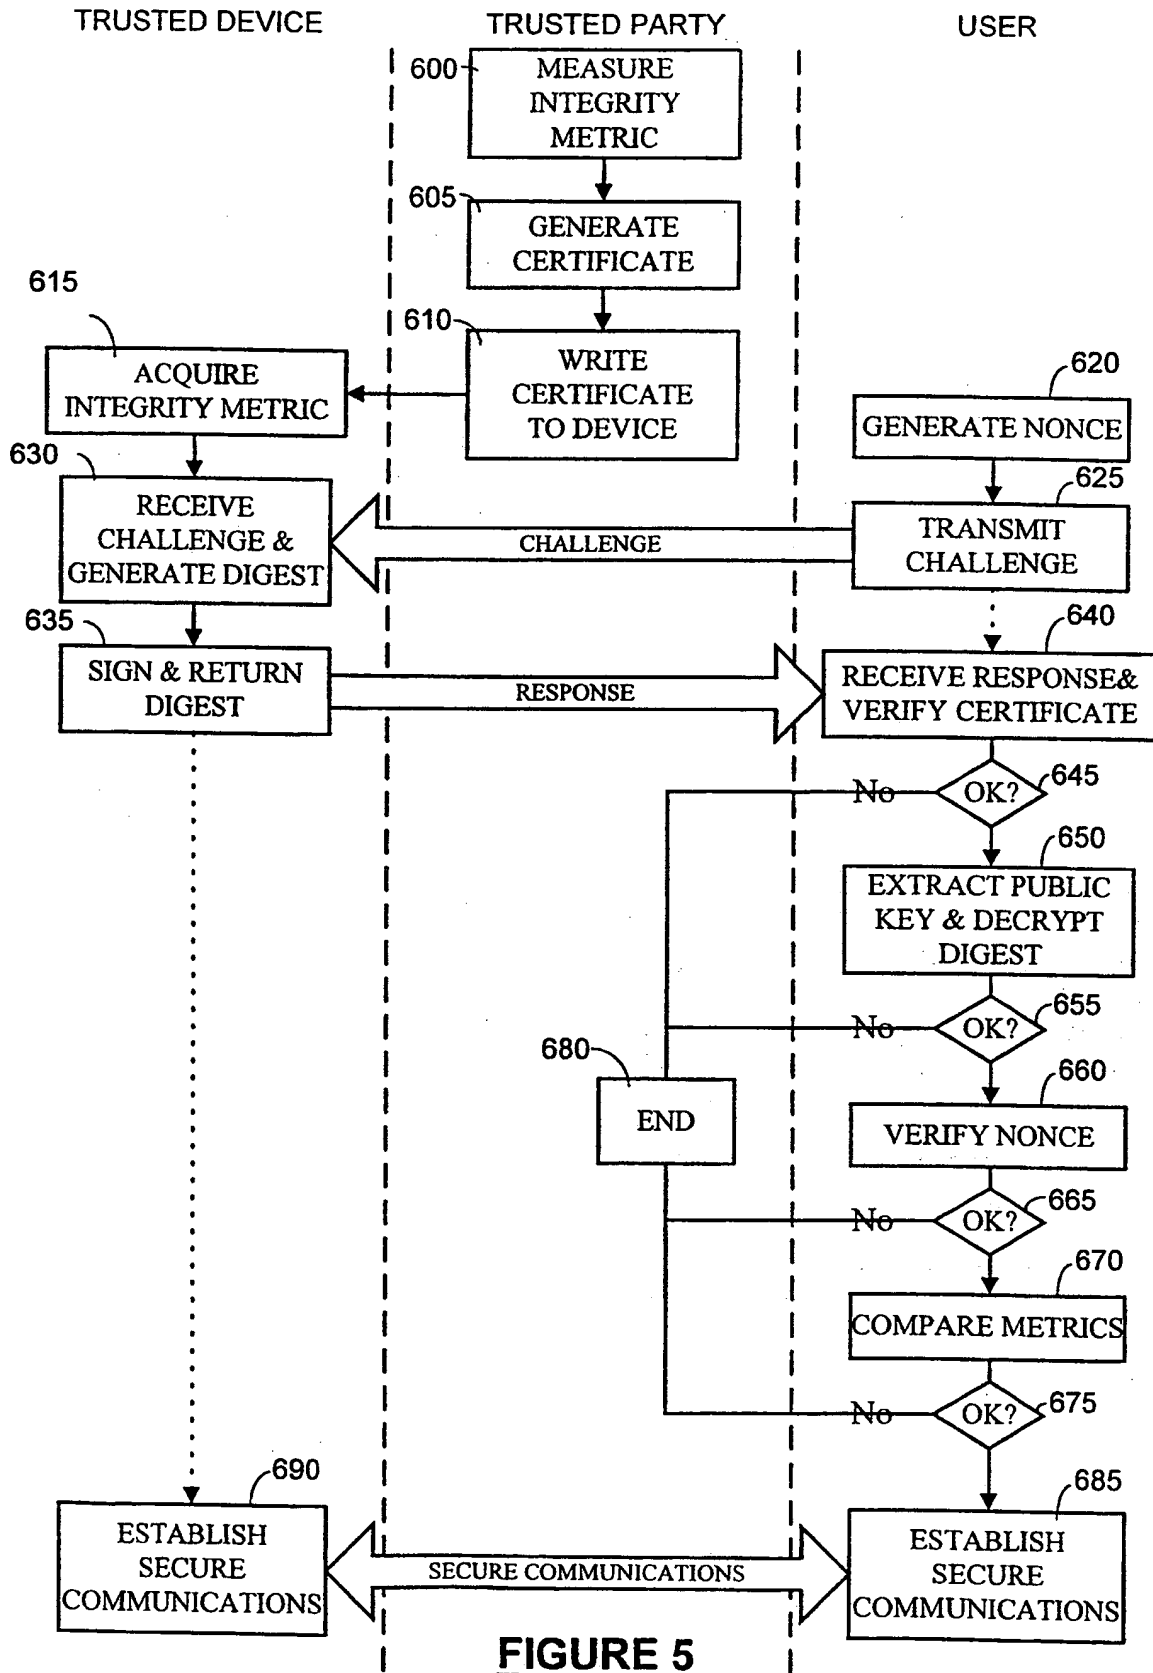 TRUSTED DEVICE
TRUSTED PARTY
USER
600
MEASURE
INTEGRITY
METRIC
605
GENERATE
CERTIFICATE
610
WRITE
CERTIFICATE
TO DEVICE
615
ACQUIRE
INTEGRITY METRIC
620
GENERATE NONCE
625
TRANSMIT
CHALLENGE
CHALLENGE
630
RECEIVE
CHALLENGE &
GENERATE DIGEST
635
SIGN & RETURN
DIGEST
RESPONSE
640
RECEIVE RESPONSE&
VERIFY CERTIFICATE
No
OK?
645
650
EXTRACT PUBLIC
KEY & DECRYPT
DIGEST
No
OK?
655
680
END
660
VERIFY NONCE
No
OK?
665
670
COMPARE METRICS
No
OK?
675
690
ESTABLISH
SECURE
COMMUNICATIONS
SECURE COMMUNICATIONS
685
ESTABLISH
SECURE
COMMUNICATIONS
FIGURE 5